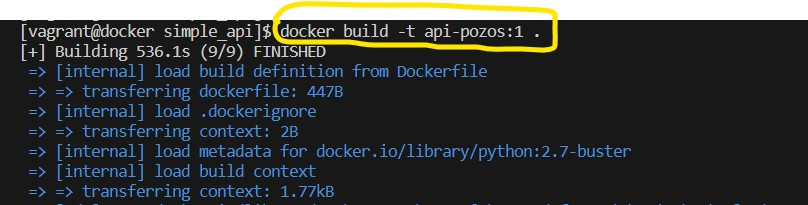 [vagrant@docker simple_api]$ docker build -t api-pozos:1 .
[+] Building 536.1s (9/9) FINISHED
=> [internal] load build definition from Dockerfile
=> => transferring dockerfile: 447B
=> [internal] load .dockerignore
=> => transferring context: 2B
=> [internal] load metadata for docker.io/library/python:2.7-buster
=> [internal] load build context
=> => transferring context: 1.77kB